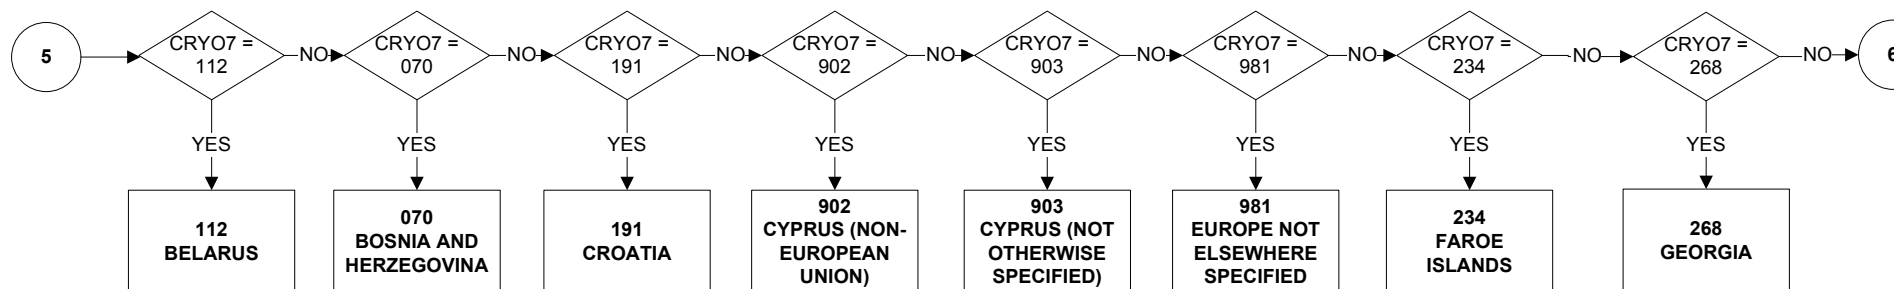 5
CRYO7 =
112
NO
CRYO7 =
070
NO
CRYO7 =
191
NO
CRYO7 =
902
NO
CRYO7 =
903
NO
CRYO7 =
981
NO
CRYO7 =
234
NO
CRYO7 =
268
NO
6
YES
YES
YES
YES
YES
YES
YES
YES
112
BELARUS
070
BOSNIA AND
HERZEGOVINA
191
CROATIA
902
CYPRUS (NON-
EUROPEAN
UNION)
903
CYPRUS (NOT
OTHERWISE
SPECIFIED)
981
EUROPE NOT
ELSEWHERE
SPECIFIED
234
FAROE
ISLANDS
268
GEORGIA